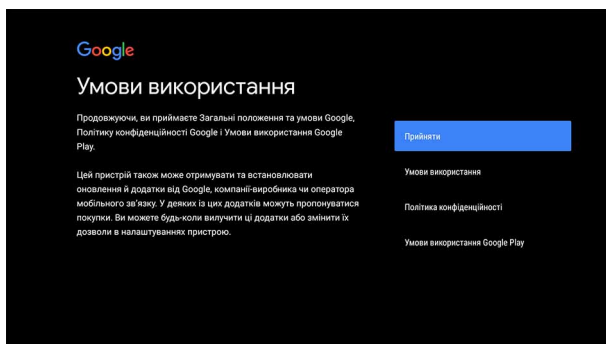 Google
Умови використання
Продовжуючи, ви приймаєте Загальні положення та умови Google,
Політику конфіденційності Google і Умови використання Google
Play.
Цей пристрій також може отримувати та встановлювати
оновлення й додатки від Google, компанії-виробника чи оператора
мобільного зв'язку. У деяких із цих додатків можуть пропонуватися
покупки. Ви можете будь-коли вилучити ці додатки або змінити їх
дозволи в налаштуваннях пристрою.
Прийняти
Умови використання
Політика конфіденційності
Умови використання Google Play